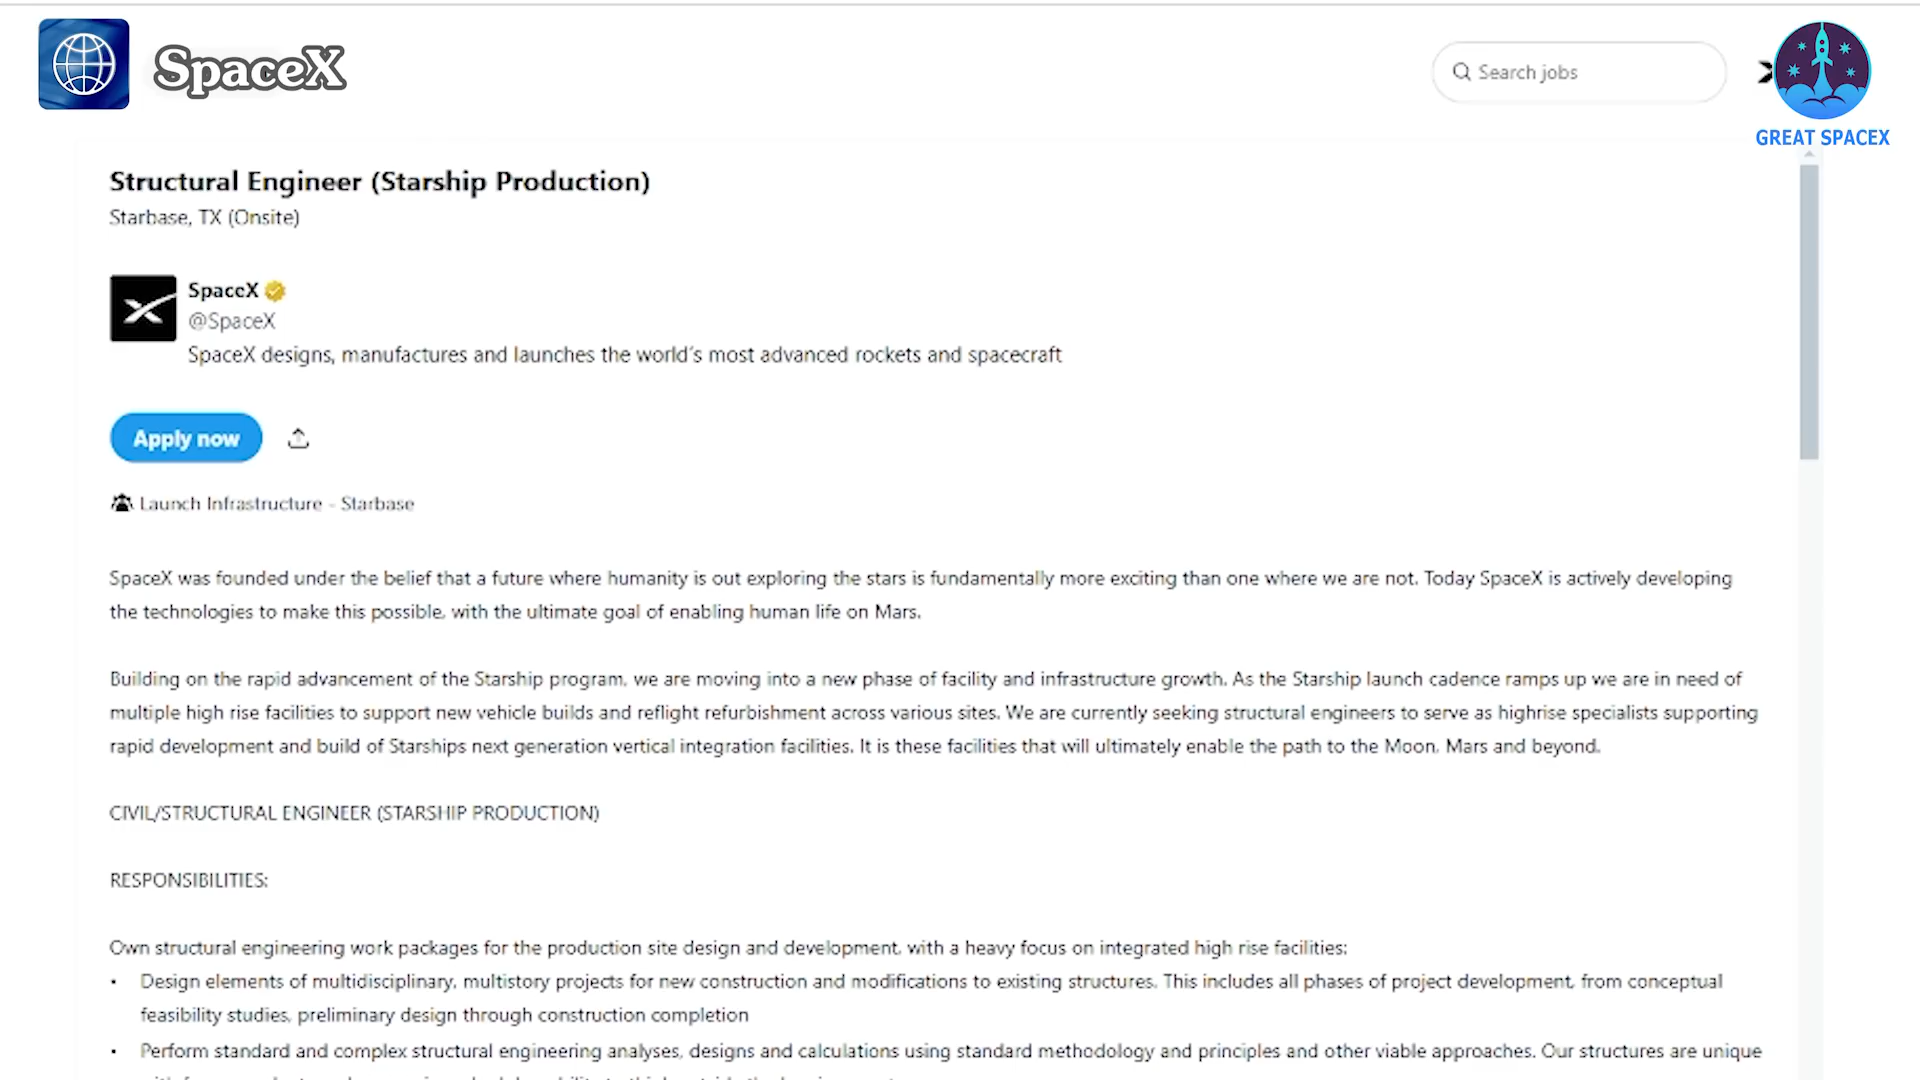 SpaceX
Search jobs
GREAT SPACEX
Structural Engineer (Starship Production)
Starbase, TX (Onsite)
SpaceX
@SpaceX
SpaceX designs, manufactures and launches the world's most advanced rockets and spacecraft
Apply now
Launch Infrastructure - Starbase
SpaceX was founded under the belief that a future where humanity is out exploring the stars is fundamentally more exciting than one where we are not. Today SpaceX is actively developing
the technologies to make this possible, with the ultimate goal of enabling human life on Mars.
Building on the rapid advancement of the Starship program, we are moving into a new phase of facility and infrastructure growth. As the Starship launch cadence ramps up we are in need of
multiple high rise facilities to support new vehicle builds and reflight refurbishment across various sites. We are currently seeking structural engineers to serve as highrise specialists supporting
rapid development and build of Starships next generation vertical integration facilities. It is these facilities that will ultimately enable the path to the Moon, Mars and beyond.
CIVIL/STRUCTURAL ENGINEER (STARSHIP PRODUCTION)
RESPONSIBILITIES:
Own structural engineering work packages for the production site design and development, with a heavy focus on integrated high rise facilities:
• Design elements of multidisciplinary, multistory projects for new construction and modifications to existing structures. This includes all phases of project development, from conceptual
feasibility studies, preliminary design through construction completion
• Perform standard and complex structural engineering analyses, designs and calculations using standard methodology and principles and other viable approaches. Our structures are unique